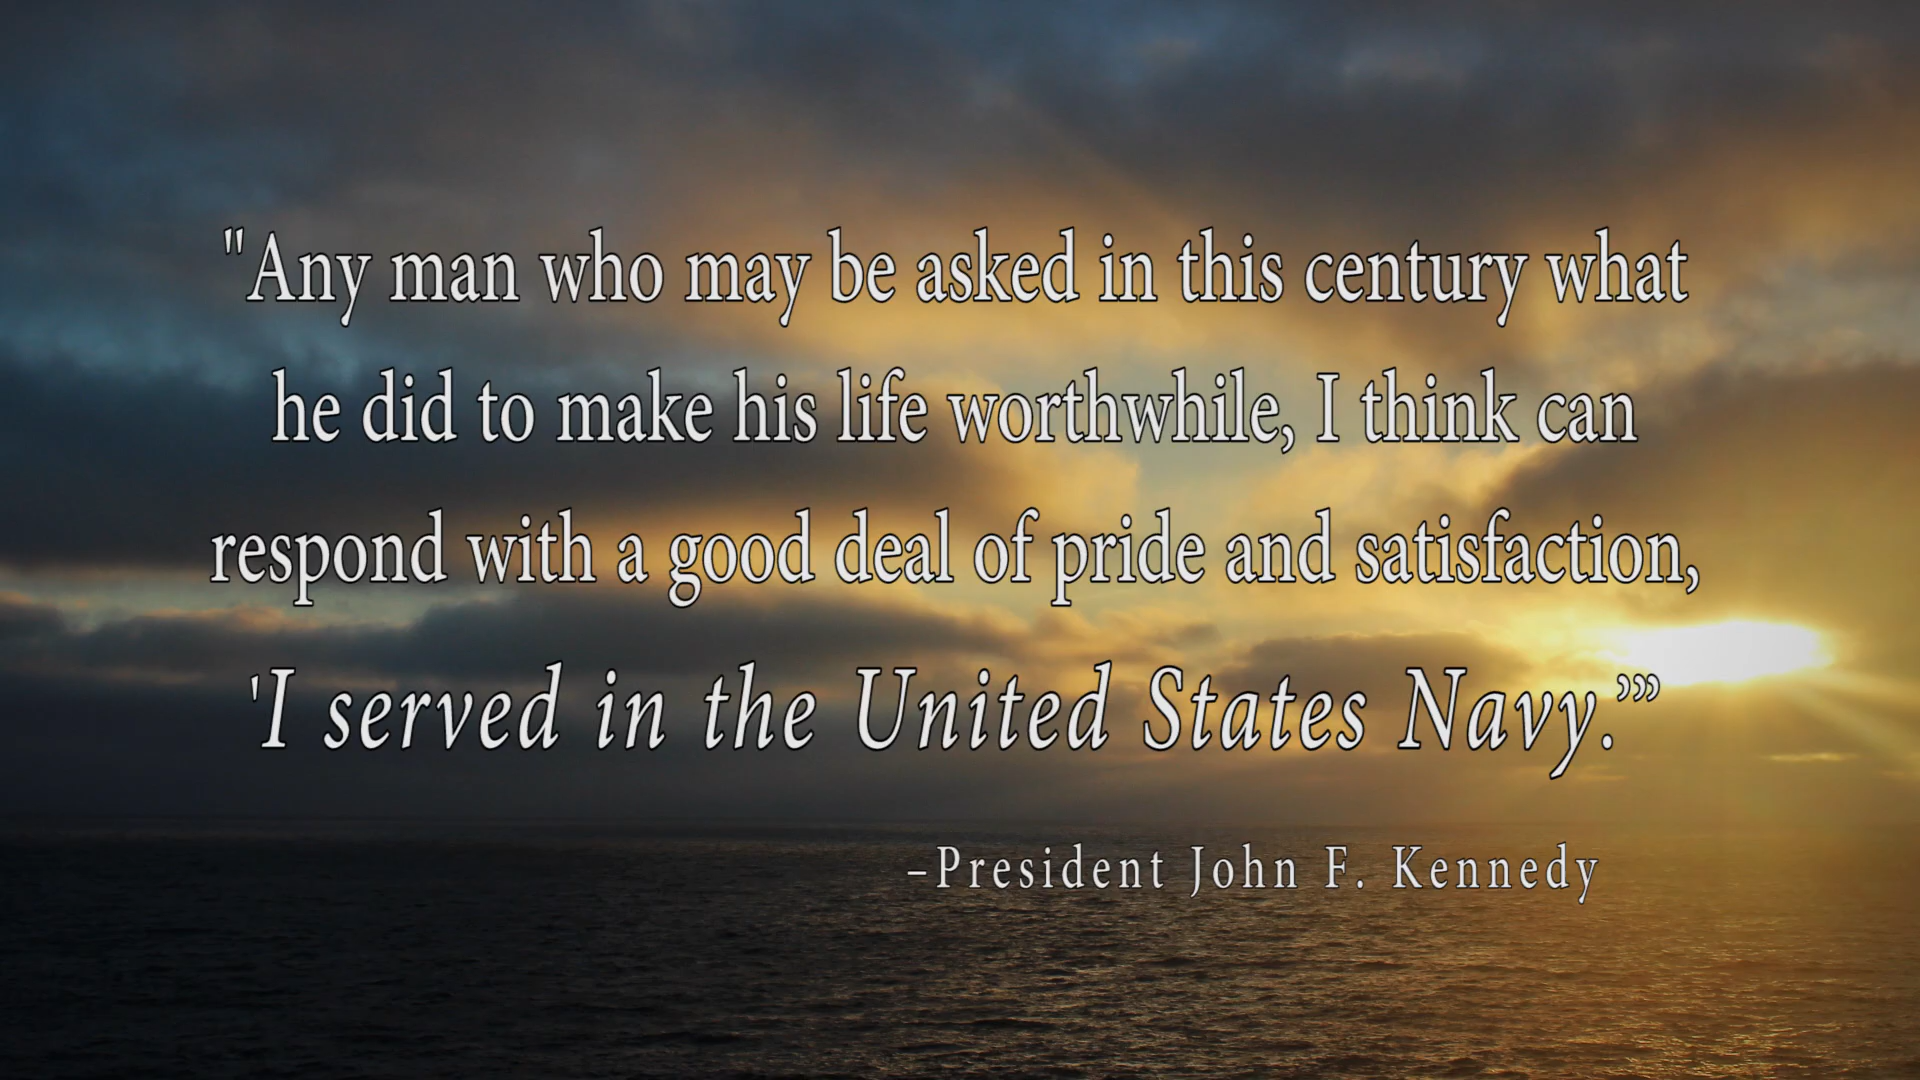 "Any man who may be asked in this century what
he did to make his life worthwhile, I think can
respond with a good deal of pride and satisfaction,
'I served in the United States Navy.’”
–President John F. Kennedy